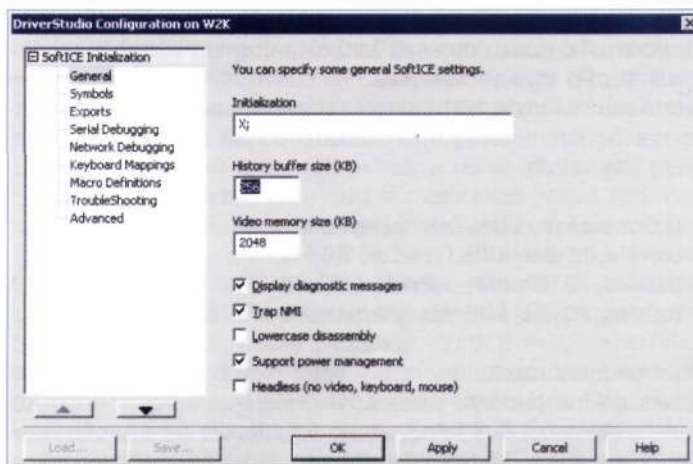 DriverStudio Configuration on W2K
SoftICE Initialization
General
Symbols
Exports
Serial Debugging
Network Debugging
Keyboard Mappings
Macro Definitions
TroubleShooting
Advanced
You can specify some general SoftICE settings.
Initialization
X;
History buffer size (KB)
256
Video memory size (KB)
2048
Display diagnostic messages
Trap NMI
Lowercase disassembly
Support power management
Headless (no video, keyboard, mouse)
Load...
Save...
OK
Apply
Cancel
Help